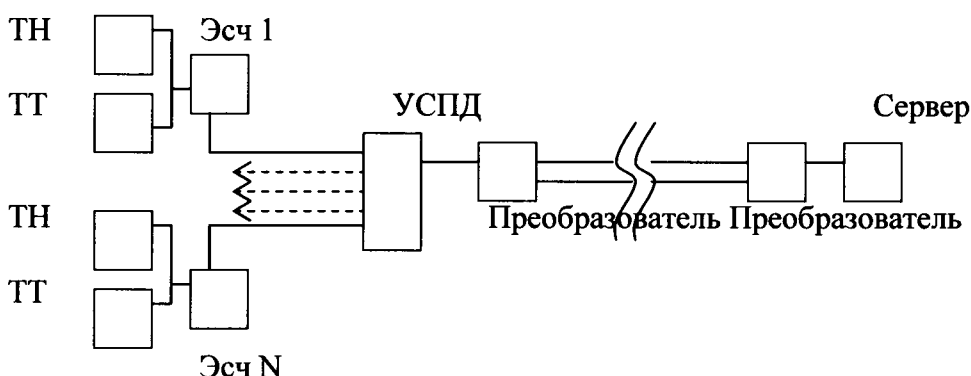 ТН
Эсч 1
ТТ
УСПД
Сервер
ТН
Преобразователь Преобразователь
ТТ
Эсч N